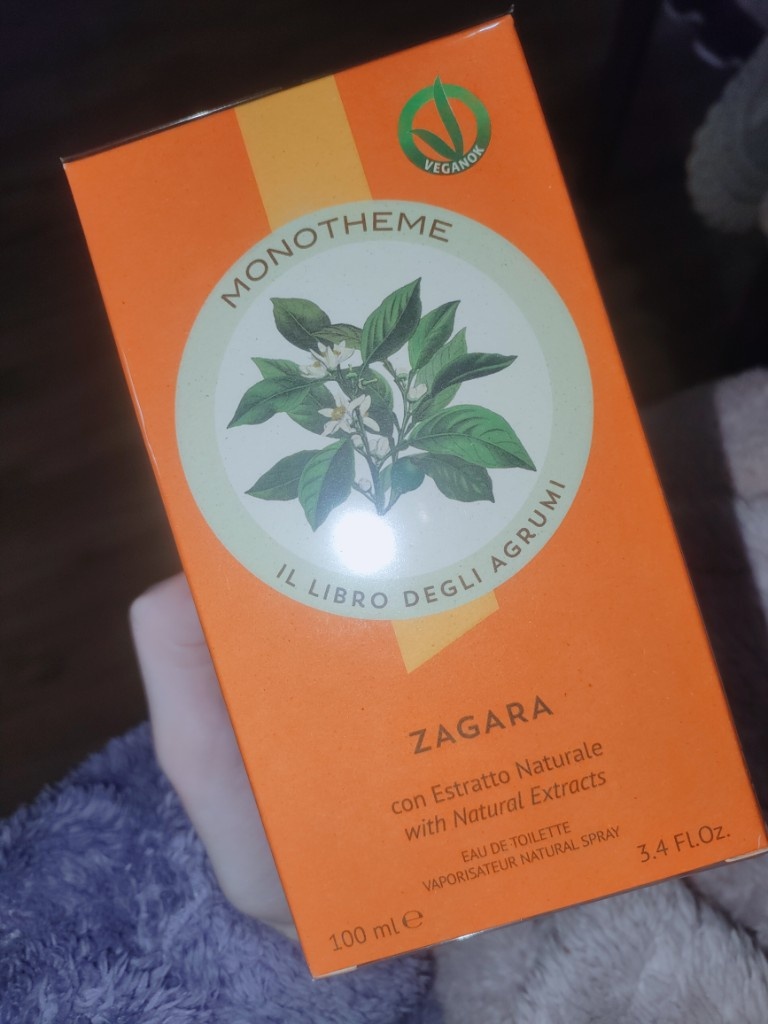 VEGANOK
MONOTHEME
IL LIBRO DEGLI AGRUMI
ZAGARA
con Estratto Naturale
with Natural Extracts
EAU DE TOILETTE
VAPORISATEUR NATURAL SPRAY
3.4 Fl.Oz.
100 ml ℮